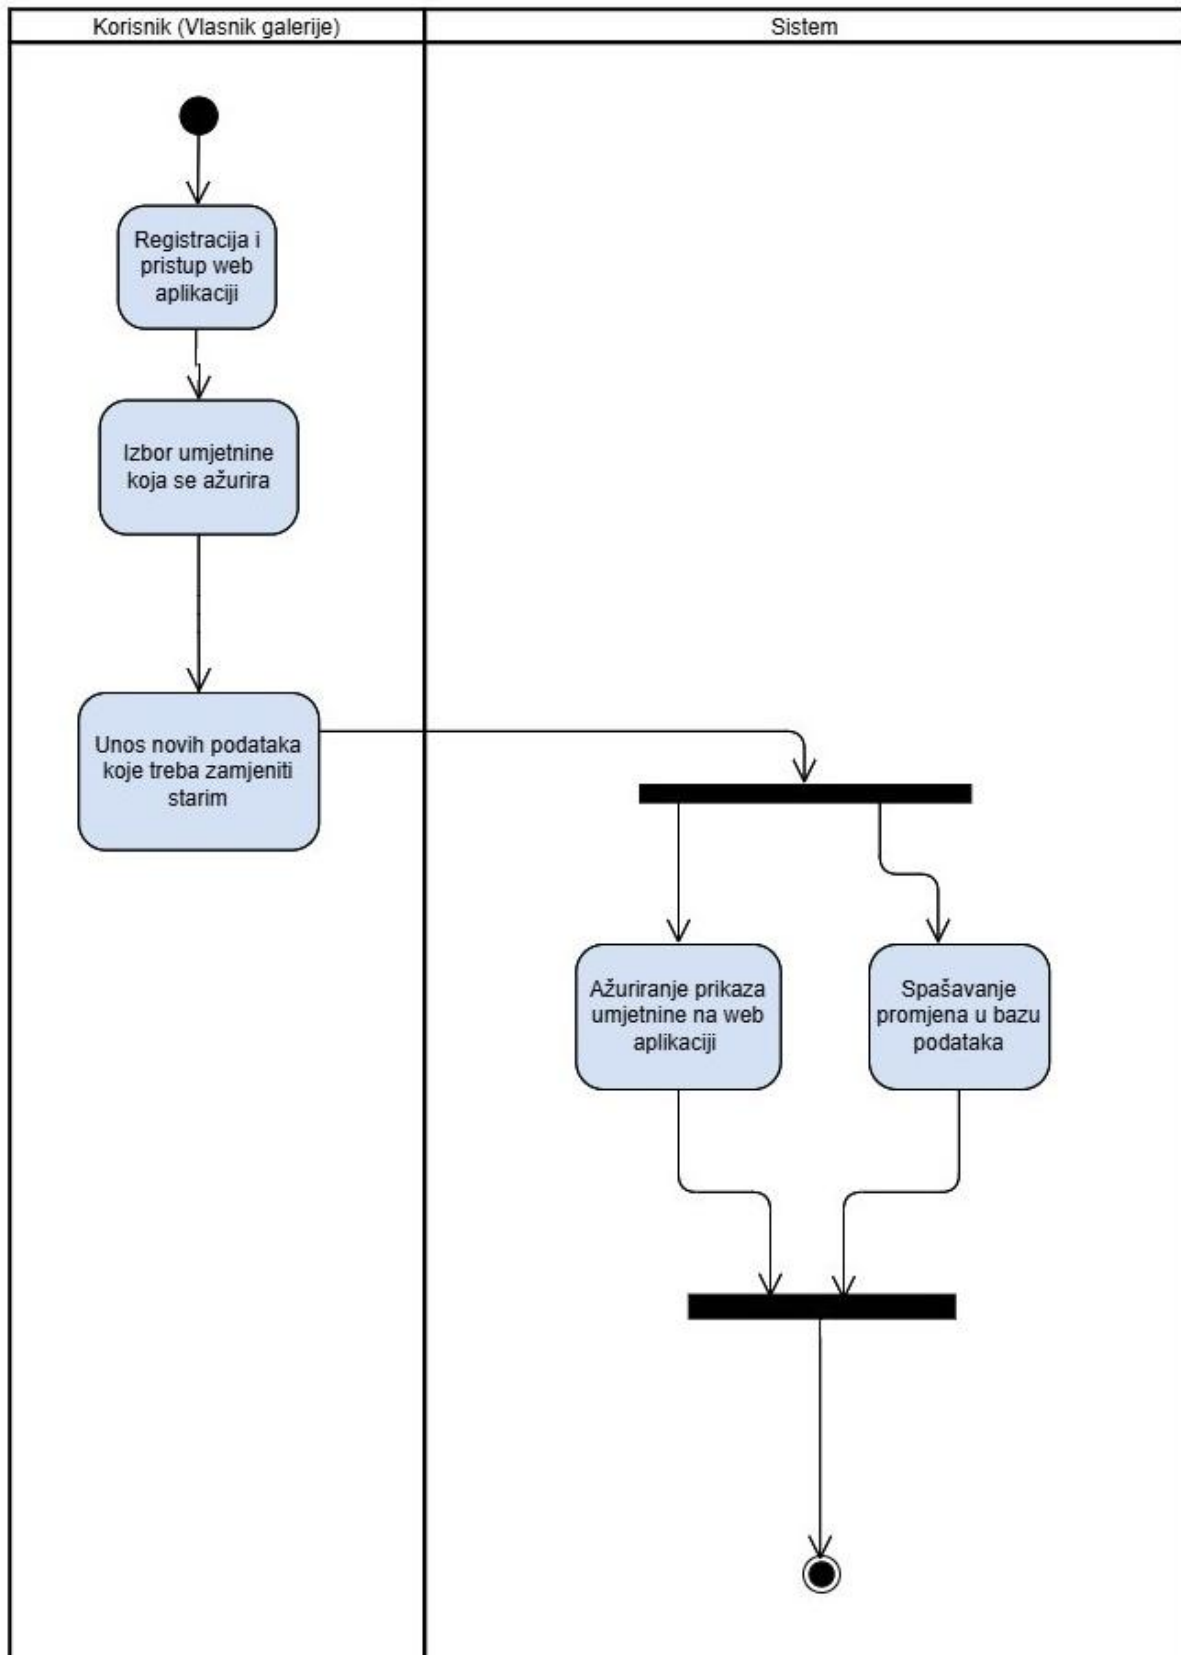 Korisnik (Vlasnik galerije)
Sistem
Registracija i
pristup web
aplikaciji
Izbor umjetnine
koja se ažurira
Unos novih podataka
koje treba zamjeniti
starim
Ažuriranje prikaza
umjetnine na web
aplikaciji
Spašavanje
promjena u bazu
podataka